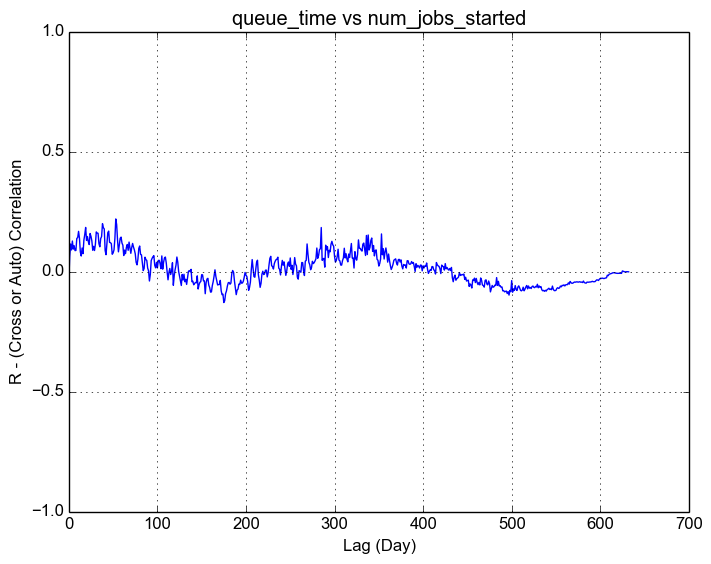 queue_time vs num_jobs_started
1.0
0.5
0.0
−0.5
−1.0
R - (Cross or Auto) Correlation
0 100 200 300 400 500 600 700
Lag (Day)